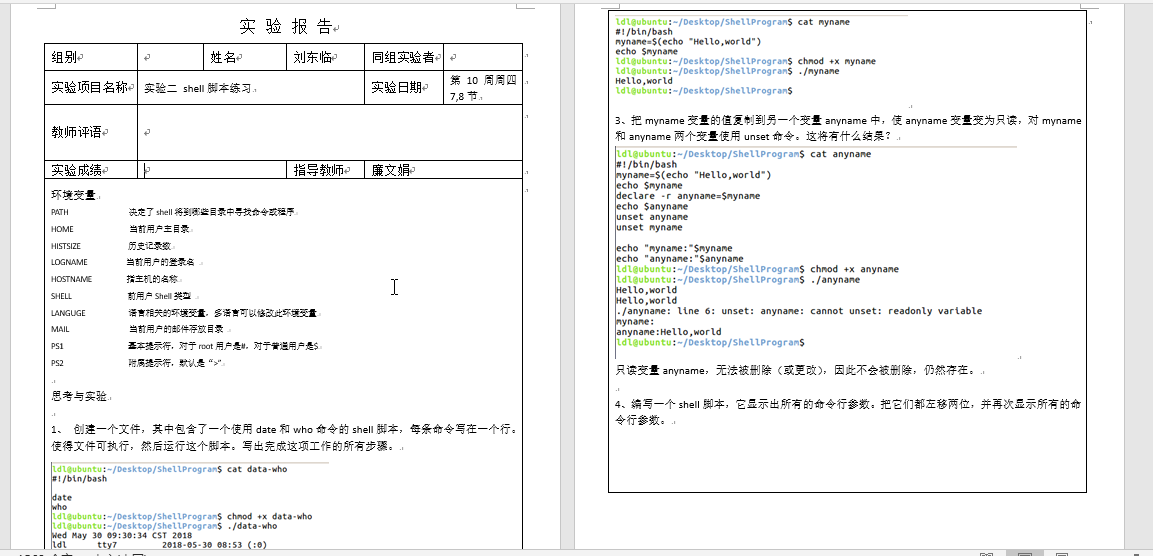 实 验 报 告
组别 姓名 刘东临 同组实验者
实验项目名称 实验二 shell 脚本练习 实验日期 第 10 周周四
7,8 节
教师评语
实验成绩 指导教师 廉文娟
环境变量
PATH 决定了 shell 将到哪些目录中寻找命令或程序
HOME 当前用户主目录
HISTSIZE 历史记录数
LOGNAME 当前用户的登录名
HOSTNAME 指主机的名称
SHELL 前用户 Shell 类型
LANGUGE 语言相关的环境变量，多语言可以修改此环境变量
MAIL 当前用户的邮件存放目录
PS1 基本提示符，对于 root 用户是#，对于普通用户是$
PS2 附属提示符，默认是“>”
思考与实验
1、 创建一个文件，其中包含了一个使用 date 和 who 命令的 shell 脚本，每条命令写在一个行。
使得文件可执行，然后运行这个脚本。写出完成这项工作的所有步骤。
ldl@ubuntu:~/Desktop/ShellProgram$ cat data-who
#!/bin/bash
date
who
ldl@ubuntu:~/Desktop/ShellProgram$ chmod +x data-who
ldl@ubuntu:~/Desktop/ShellProgram$ ./data-who
Wed May 30 09:30:34 CST 2018
ldl tty7 2018-05-30 08:53 (:0)
ldl@ubuntu:~/Desktop/ShellProgram$ cat myname
#!/bin/bash
myname=$(echo "Hello,world")
echo $myname
ldl@ubuntu:~/Desktop/ShellProgram$ chmod +x myname
ldl@ubuntu:~/Desktop/ShellProgram$ ./myname
Hello,world
ldl@ubuntu:~/Desktop/ShellProgram$
3、把 myname 变量的值复制到另一个变量 anyname 中，使 anyname 变量变为只读，对 myname
和 anyname 两个变量使用 unset 命令。这将有什么结果？
ldl@ubuntu:~/Desktop/ShellProgram$ cat anyname
#!/bin/bash
myname=$(echo "Hello,world")
echo $myname
declare -r anyname=$myname
echo $anyname
unset anyname
unset myname
echo "myname:"$myname
echo "anyname:"$anyname
ldl@ubuntu:~/Desktop/ShellProgram$ chmod +x anyname
ldl@ubuntu:~/Desktop/ShellProgram$ ./anyname
Hello,world
Hello,world
./anyname: line 6: unset: anyname: cannot unset: readonly variable
myname:
anyname:Hello,world
ldl@ubuntu:~/Desktop/ShellProgram$
只读变量 anyname，无法被删除（或更改），因此不会被删除，仍然存在。
4、编写一个 shell 脚本，它显示出所有的命令行参数。把它们都左移两位，并再次显示所有的命
令行参数。